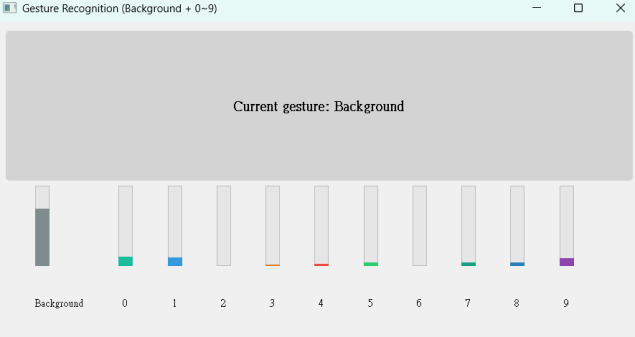 Gesture Recognition (Background + 0~9)
Current gesture: Background
Background 0 1 2 3 4 5 6 7 8 9